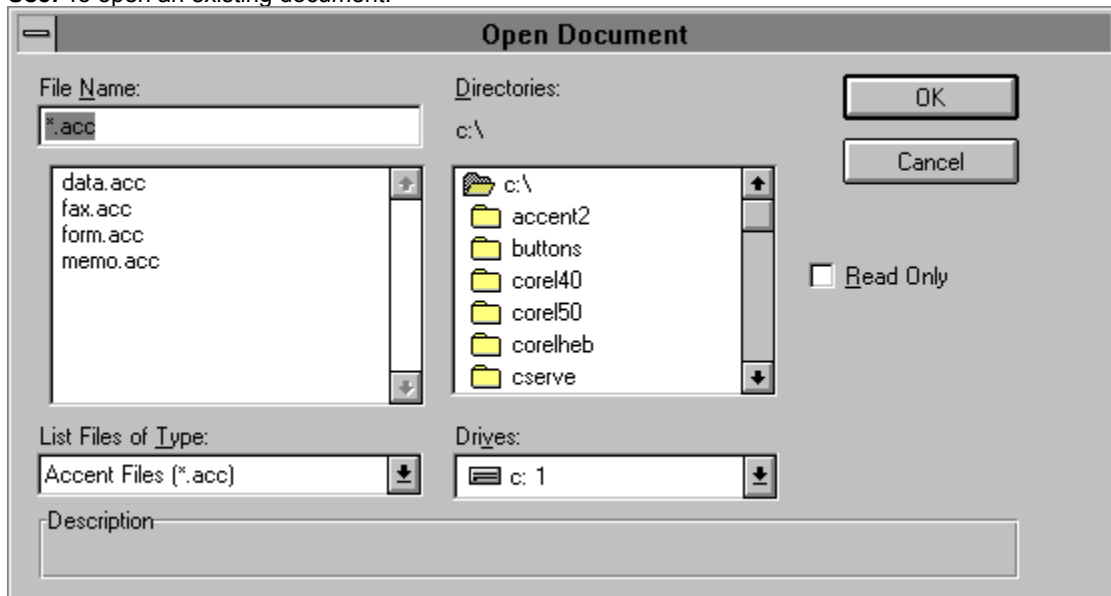 Use: To open an existing document.
Open Document
File Name:
*.acc
data.acc
fax.acc
form.acc
memo.acc
List Files of Type:
Accent Files (*.acc)
Directories:
c:\
c:\
accent2
buttons
corel40
corel50
corelheb
cserve
Drives:
c: 1
OK
Cancel
Read Only
Description